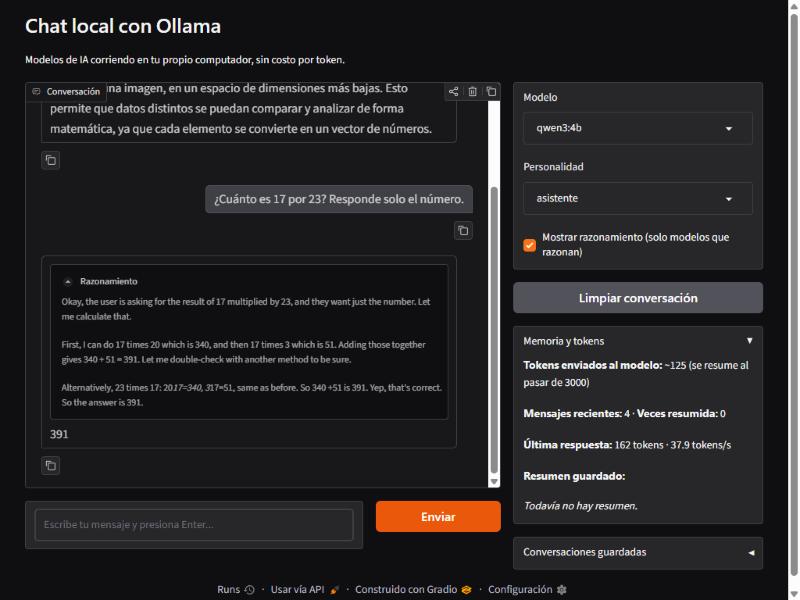 Chat local con Ollama
Modelos de IA corriendo en tu propio computador, sin costo por token.
Conversación
una imagen, en un espacio de dimensiones más bajas. Esto
permite que datos distintos se puedan comparar y analizar de forma
matemática, ya que cada elemento se convierte en un vector de números.
¿Cuánto es 17 por 23? Responde solo el número.
Razonamiento
Okay, the user is asking for the result of 17 multiplied by 23, and they want just the number. Let
me calculate that.
First, I can do 17 times 20 which is 340, and then 17 times 3 which is 51. Adding those together
gives 340 + 51 = 391. Let me double-check with another method to be sure.
Alternatively, 23 times 17: 2017=340, 317=51, same as before. So 340 +51 is 391. Yep, that's correct.
So the answer is 391.
391
Escribe tu mensaje y presiona Enter...
Enviar
Modelo
qwen3:4b
Personalidad
asistente
Mostrar razonamiento (solo modelos que
razonan)
Limpiar conversación
Memoria y tokens
Tokens enviados al modelo: ~125 (se resume al
pasar de 3000)
Mensajes recientes: 4 · Veces resumida: 0
Última respuesta: 162 tokens · 37.9 tokens/s
Resumen guardado:
Todavía no hay resumen.
Conversaciones guardadas
Runs · Usar vía API · Construido con Gradio · Configuración